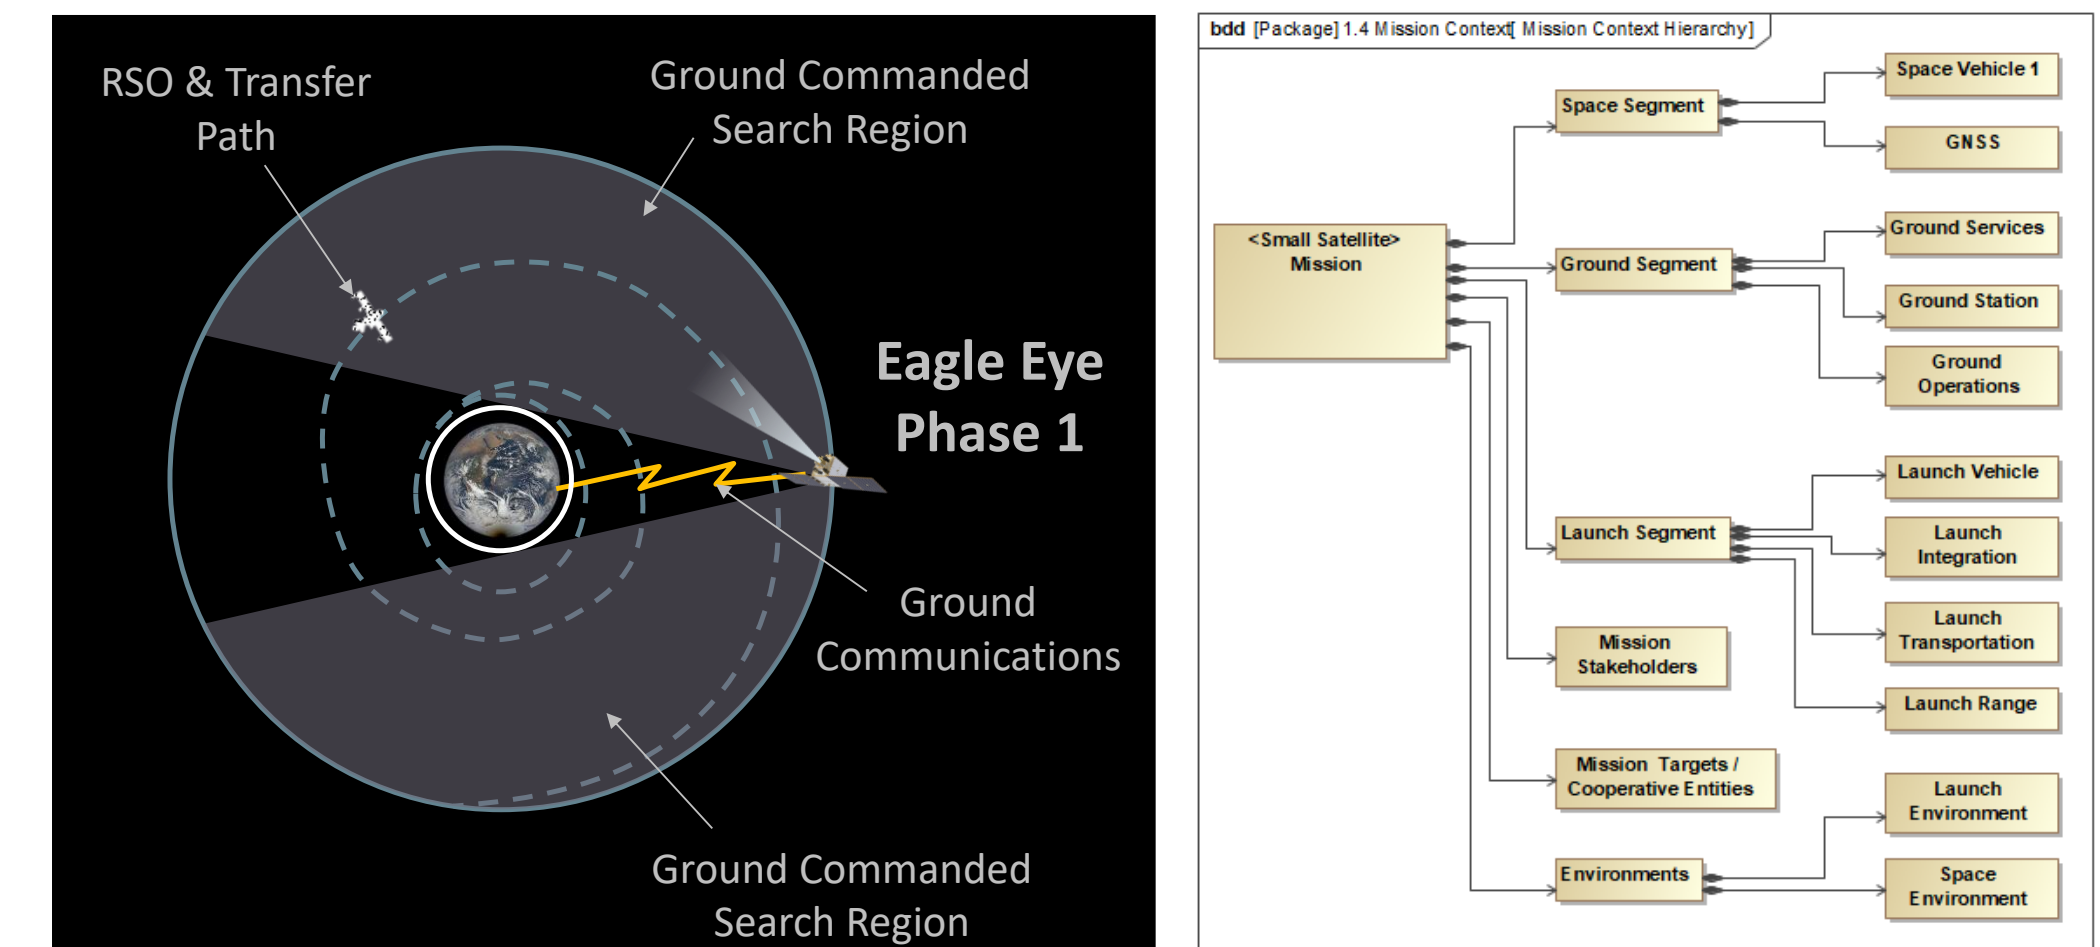 RSO & Transfer
Path
Ground Commanded
Search Region
Eagle Eye
Phase 1
Ground
Communications
Ground Commanded
Search Region
bdd [Package] 1.4 Mission Context[ Mission Context Hierarchy]
<Small Satellite>
Mission
Space Segment
Space Vehicle 1
GNSS
Ground Segment
Ground Services
Ground Station
Ground
Operations
Launch Segment
Launch Vehicle
Launch
Integration
Launch
Transportation
Launch Range
Mission
Stakeholders
Mission Targets /
Cooperative Entities
Environments
Launch
Environment
Space
Environment